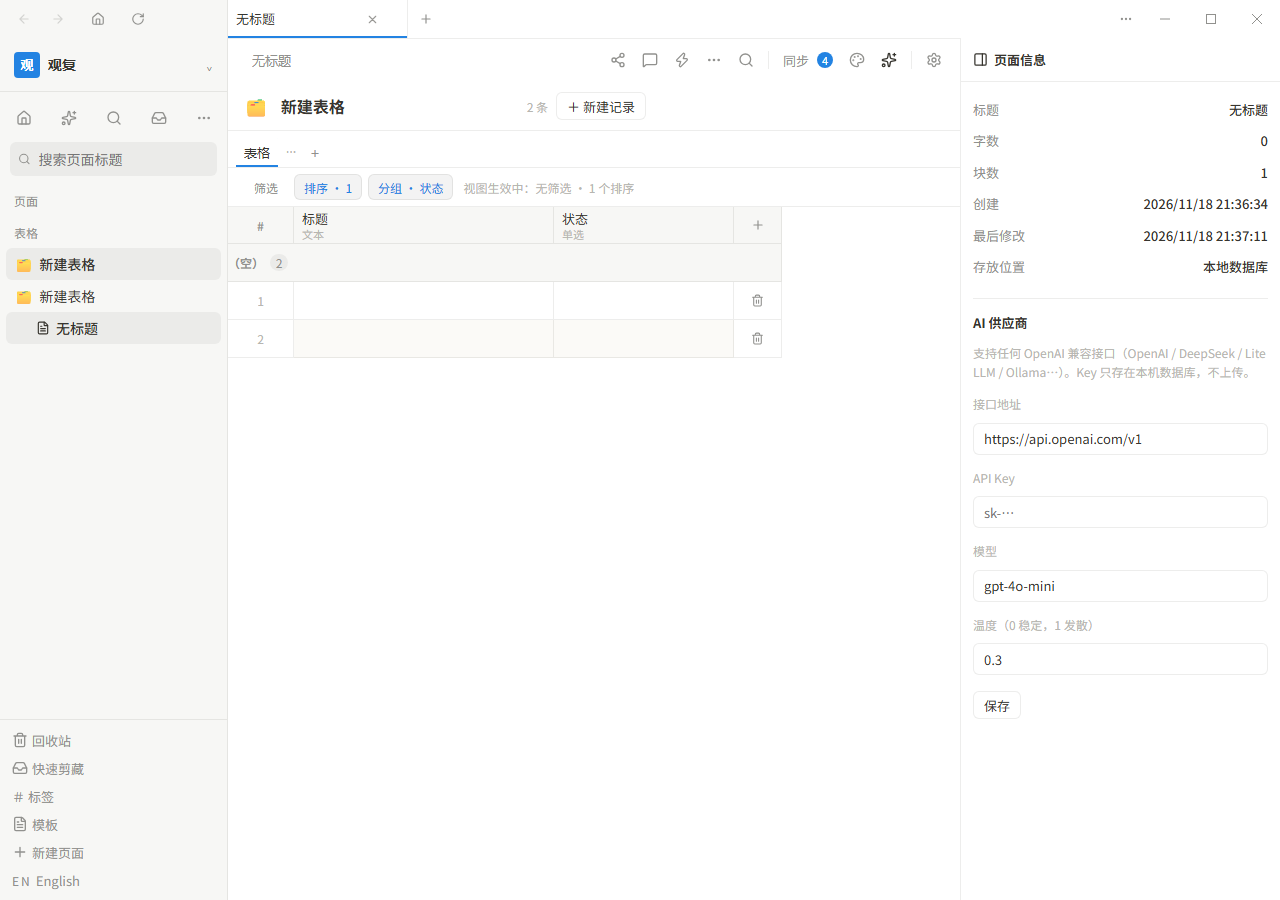 无标题
观 观复
搜索页面标题
页面
表格
新建表格
新建表格
无标题
回收站
快速剪藏
# 标签
模板
新建页面
EN English
无标题
同步 4
新建表格
2 条
新建记录
表格 ··· +
筛选 排序 · 1 分组 · 状态 视图生效中：无筛选 · 1 个排序
# 标题 状态 +
文本 单选
(空) 2
1
2
页面信息
标题 无标题
字数 0
块数 1
创建 2026/11/18 21:36:34
最后修改 2026/11/18 21:37:11
存放位置 本地数据库
AI 供应商
支持任何 OpenAI 兼容接口（OpenAI / DeepSeek / Lite
LLM / Ollama…）。Key 只存在本机数据库，不上传。
接口地址
https://api.openai.com/v1
API Key
sk-…
模型
gpt-4o-mini
温度（0 稳定，1 发散）
0.3
保存